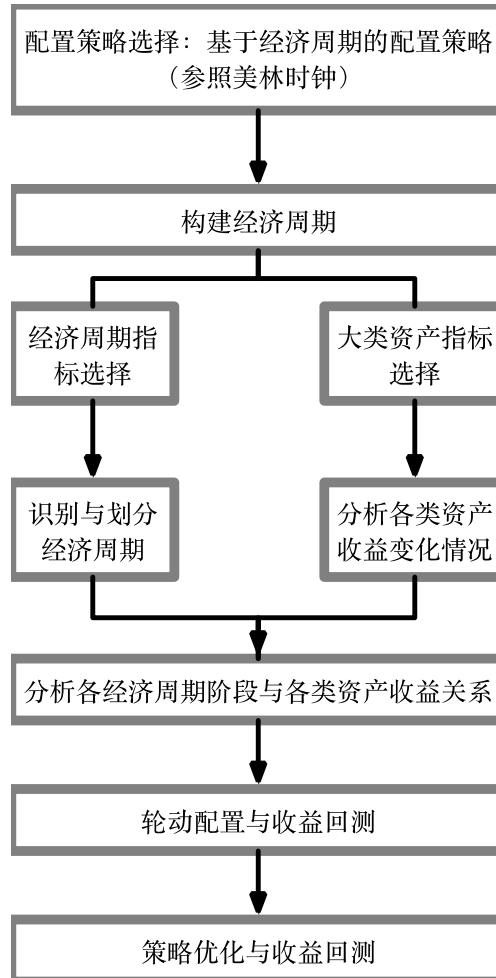 配置策略选择：基于经济周期的配置策略
（参照美林时钟）
构建经济周期
经济周期指
标选择
大类资产指标
选择
识别与划分
经济周期
分析各类资产
收益变化情况
分析各经济周期阶段与各类资产收益关系
轮动配置与收益回测
策略优化与收益回测